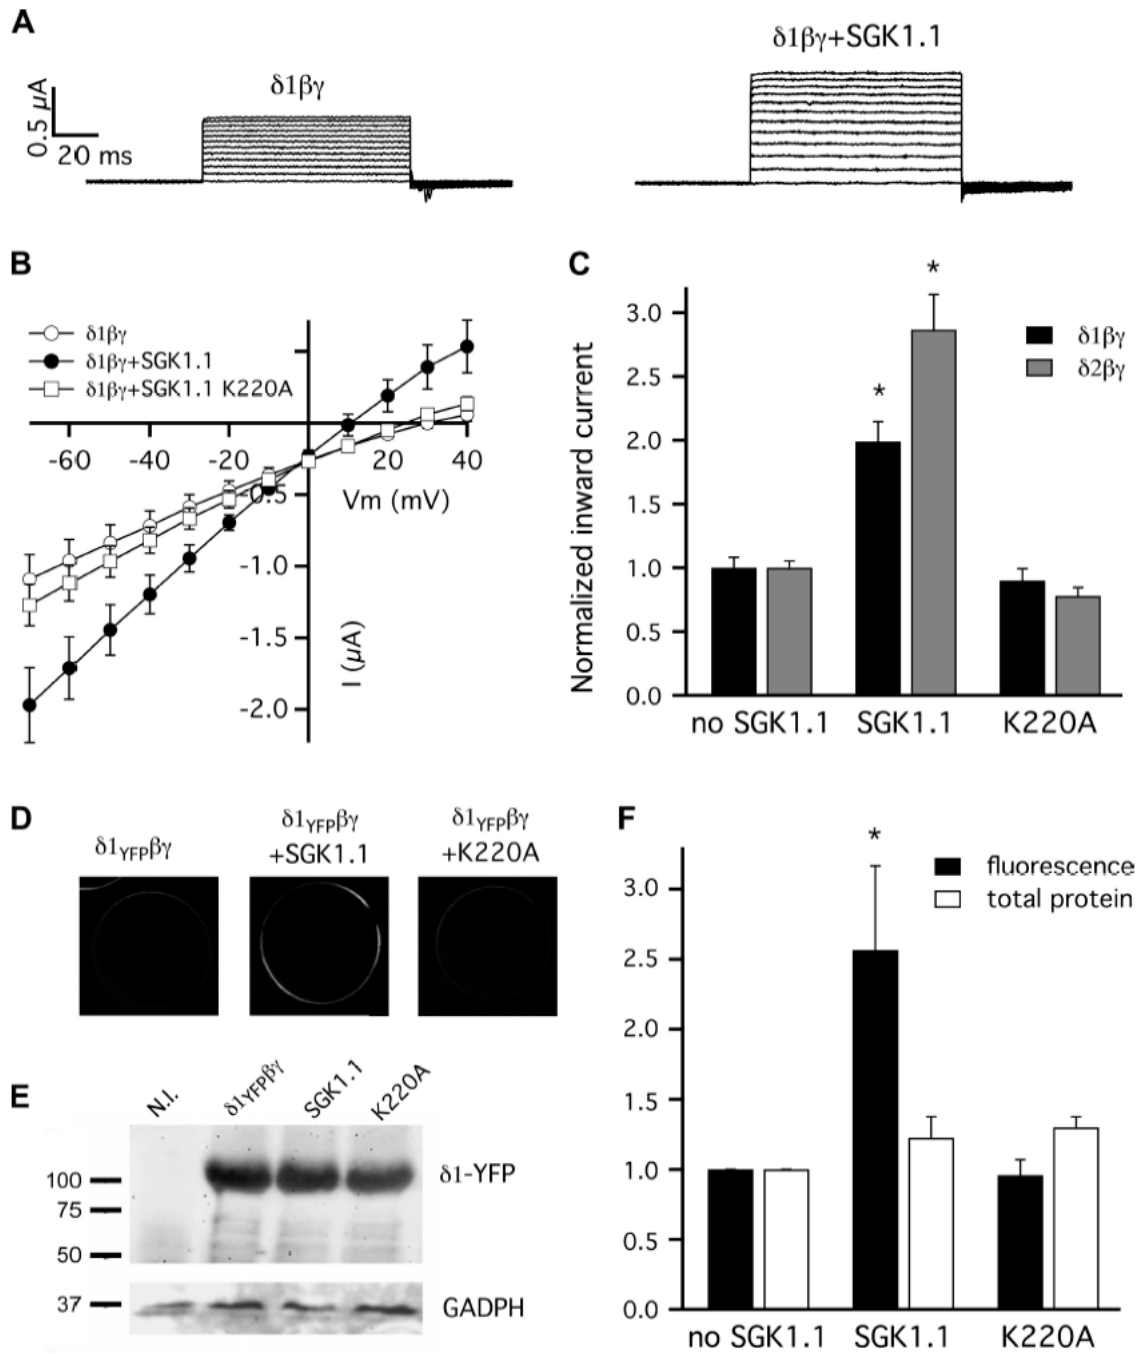 A
δ1βγ
δ1βγ+SGK1.1
0.5 μA
20 ms
B
δ1βγ
δ1βγ+SGK1.1
δ1βγ+SGK1.1 K220A
-60 -40 -20 20 40
Vm (mV)
-0.5
-1.0
-1.5
-2.0
I (μA)
C
Normalized inward current
3.0
2.5
2.0
1.5
1.0
0.5
0.0
* *
δ1βγ
δ2βγ
no SGK1.1 SGK1.1 K220A
D
δ1YFPβγ
δ1YFPβγ
+SGK1.1
δ1YFPβγ
+K220A
E
N.I. δ1YFPβγ SGK1.1 K220A
100
75
50
37
δ1-YFP
GADPH
F
*
fluorescence
total protein
3.0
2.5
2.0
1.5
1.0
0.5
0.0
no SGK1.1 SGK1.1 K220A